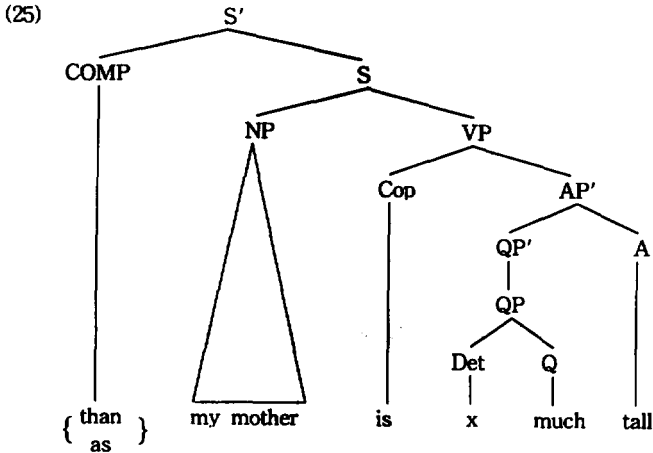 (25) S′
COMP S
NP VP
Cop AP′
QP′ A
QP
Det Q
{ than as } my mother is x much tall